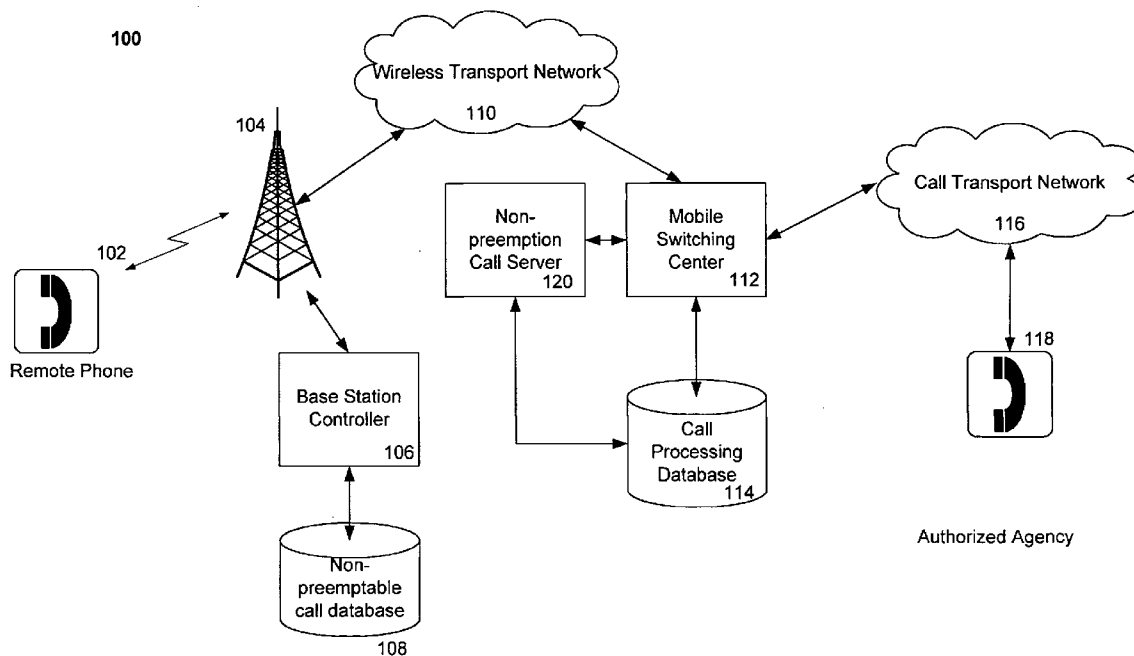 100
Wireless Transport Network
110
104
Call Transport Network
116
102
Non-
preemption
Call Server
120
Mobile
Switching
Center
112
Remote Phone
118
Base Station
Controller
106
Call
Processing
Database
114
Authorized Agency
Non-
preemptable
call database
108